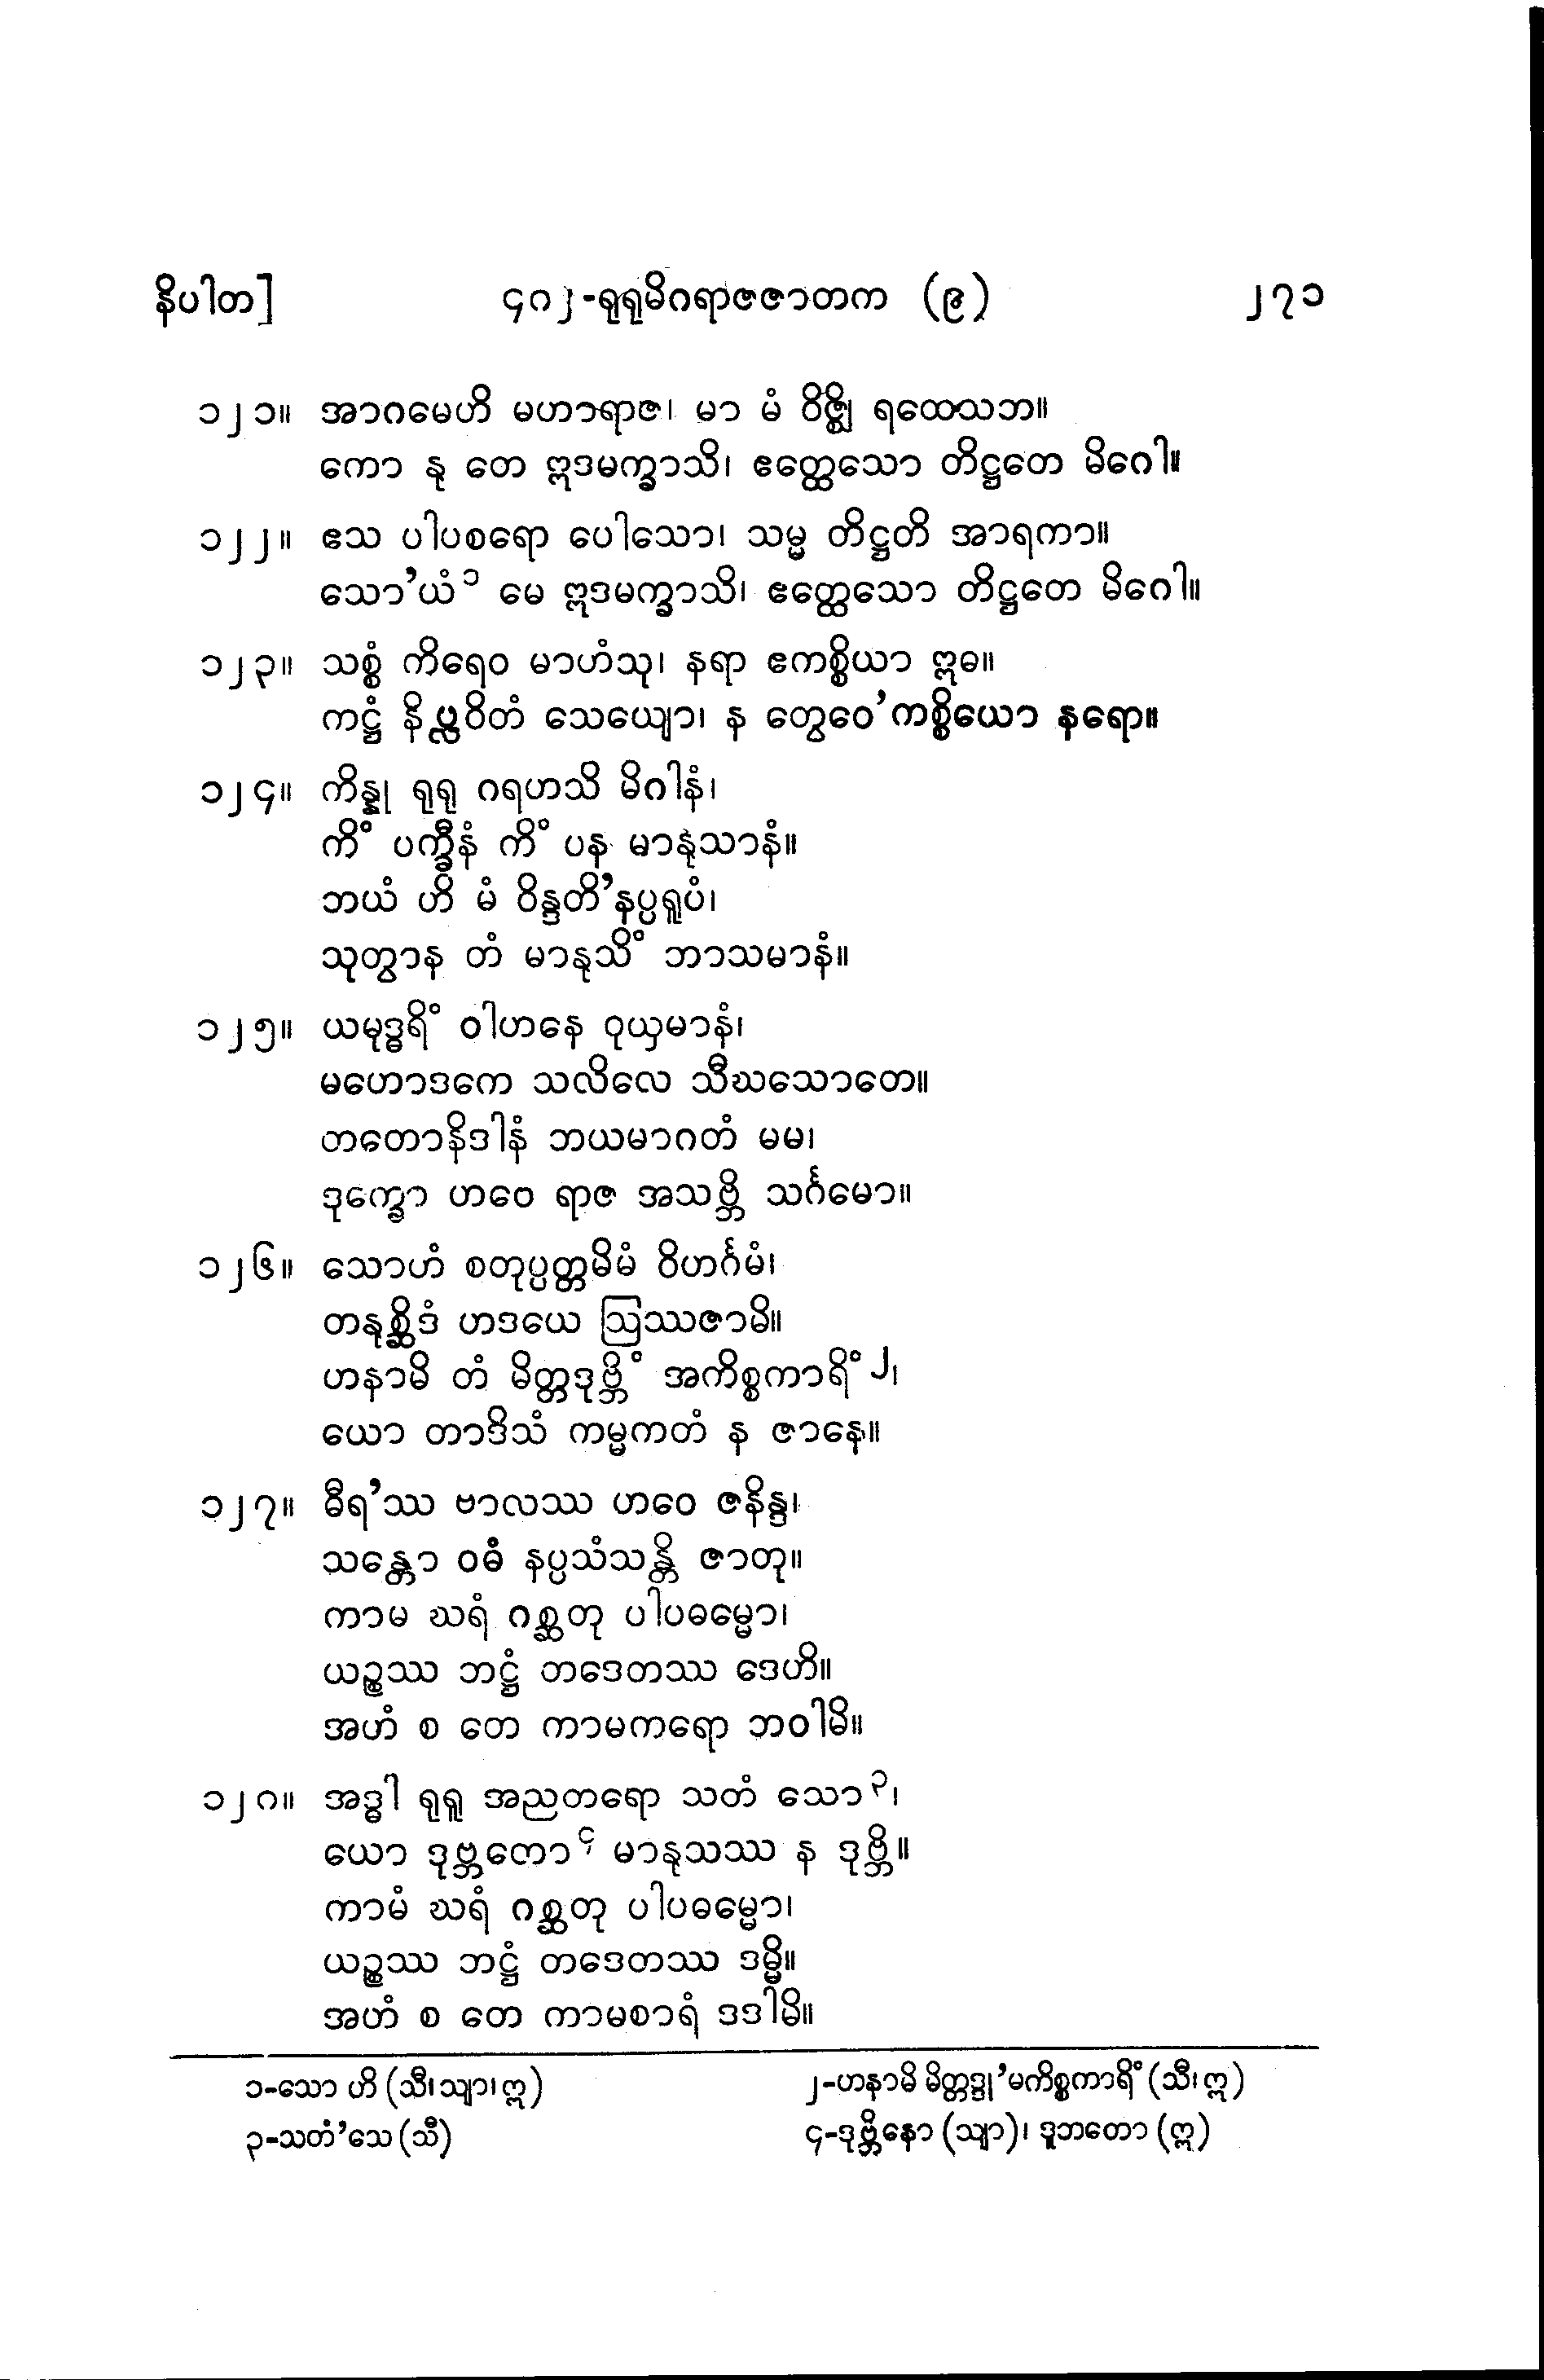 နိပါတ]	၄၈၂-ရုရုမိဂရာဇဇာတက (၉)	၂၇၁
၁၂၁။ အာဂမေဟိ မဟာရာဇ၊ မာ မံ ဝိဇ္ဈိ ရထေသဘ။
ကော နု တေ ဣဒမက္ခာသိ၊ ဧတ္ထေသော တိဋ္ဌတေ မိဂေါ။
၁၂၂။ ဧသ ပါပစရော ပေါသော၊ သမ္မ တိဋ္ဌတိ အာရကာ။
သော’ယံ ၁ မေ ဣဒမက္ခာသိ၊ ဧတ္ထေသော တိဋ္ဌတေ မိဂေါ။
၁၂၃။ သစ္စံ ကိရေဝ မာဟံသု၊ နရာ ဧကစ္စိယာ ဣဓ။
ကဋ္ဌံ နိပ္လဝိတံ သေယျော၊ န တွေဝေ’ကစ္စိယော နရော။
၁၂၄။ ကိန္နု ရုရု ဂရဟသိ မိဂါနံ၊
ကိံ ပက္ခီနံ ကိံ ပန မာနုသာနံ။
ဘယံ ဟိ မံ ဝိန္ဒတိ’နပ္ပရူပံ၊
သုတွာန တံ မာနုသိံ ဘာသမာနံ။
၁၂၅။ ယမုဒ္ဓရိံ ဝါဟနေ ဝုယှမာနံ၊
မဟောဒကေ သလိလေ သီဃသောတေ။
တတောနိဒါနံ ဘယမာဂတံ မမ၊
ဒုက္ခော ဟဝေ ရာဇ အသဗ္ဘိ သင်္ဂမော။
၁၂၆။ သောဟံ စတုပ္ပတ္တမိမံ ဝိဟင်္ဂမံ၊
တနုစ္ဆိဒံ ဟဒယေ ဩဿဇာမိ။
ဟနာမိ တံ မိတ္တဒုဗ္ဘိံ အကိစ္စကာရိံ ၂၊
ယော တာဒိသံ ကမ္မကတံ န ဇာနေ။
၁၂၇။ ဓီရ’ဿ ဗာလဿ ဟဝေ ဇနိန္ဒ၊
သန္တော ဝဓံ နပ္ပသံသန္တိ ဇာတု။
ကာမ ဃရံ ဂစ္ဆတု ပါပဓမ္မော၊
ယဉ္စဿ ဘဋ္ဌံ တဒေတဿ ဒေဟိ။
အဟံ စ တေ ကာမကရော ဘဝါမိ။
၁၂၈။ အဒ္ဓါ ရုရူ အညတရော သတံ သော ၃၊
ယော ဒုဗ္ဘတော ၄ မာနုသဿ န ဒုဗ္ဘိ။
ကာမံ ဃရံ ဂစ္ဆတု ပါပဓမ္မော၊
ယဉ္စဿ ဘဋ္ဌံ တဒေတဿ ဒမ္မိ။
အဟံ စ တေ ကာမစာရံ ဒဒါမိ။
၁-သော ဟိ (သီ၊သျာ၊ဣ)	၂-ဟနာမိ မိတ္တဒ္ဒု’မကိစ္စကာရိံ (သီ၊ဣ)
၃-သတံ’သေ (သီ)	၄-ဒုဗ္ဘိနော (သျာ)၊ ဒူဘတော (ဣ)